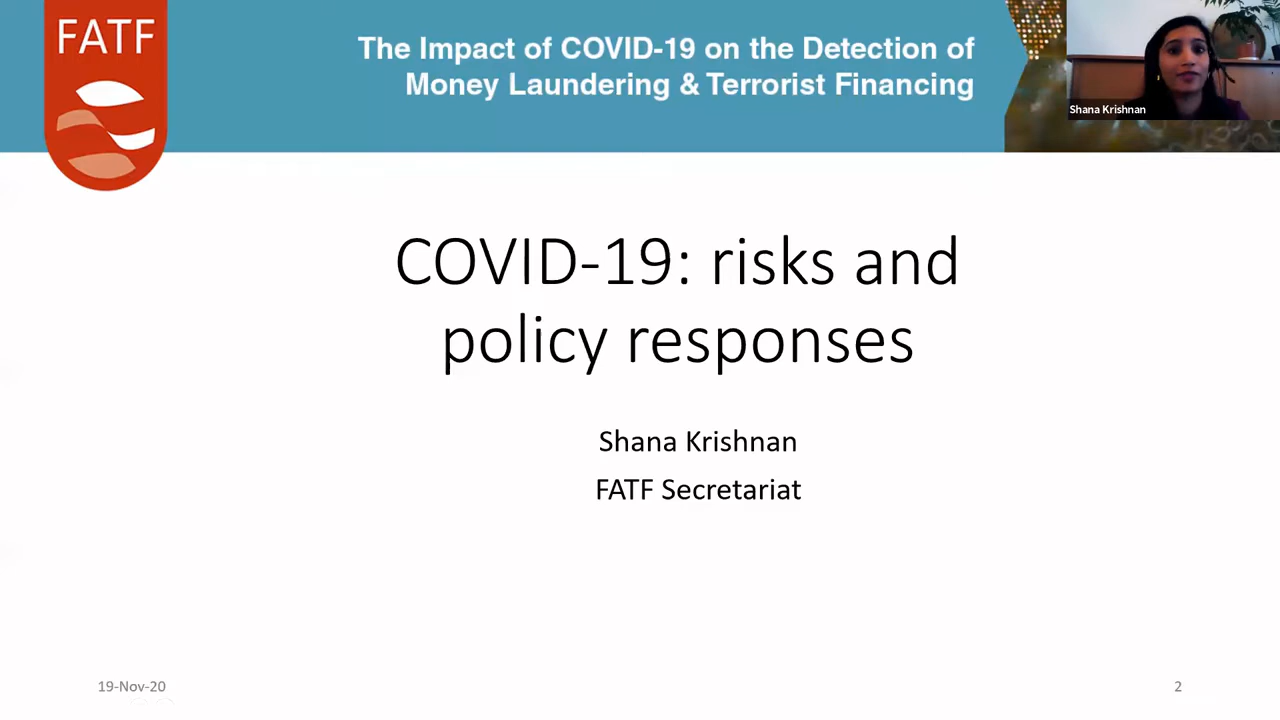 FATF
The Impact of COVID-19 on the Detection of
Money Laundering & Terrorist Financing
Shana Krishnan
COVID-19: risks and
policy responses
Shana Krishnan
FATF Secretariat
19-Nov-20
2